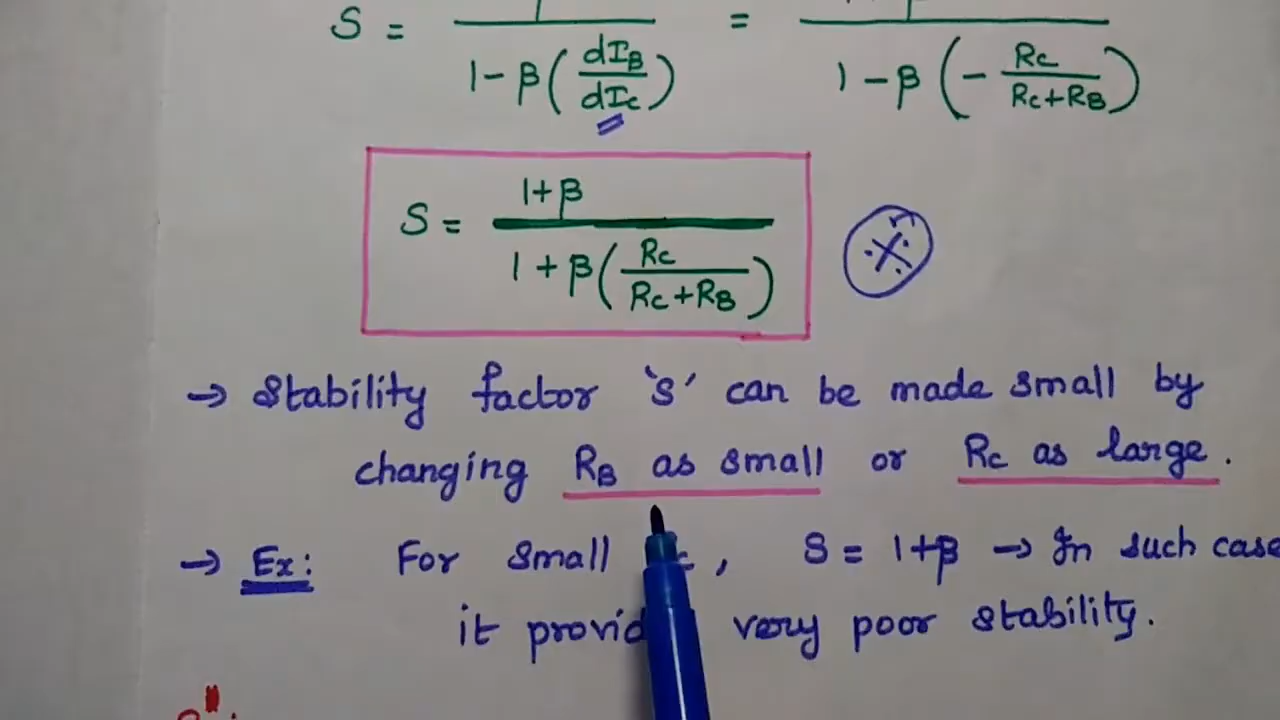 S = ─── = ───
1 - β ( dIB / dIc ) 1 - β ( - Rc / Rc + RB )
S = 1 + β / 1 + β ( Rc / Rc + RB )
→ Stability factor 's' can be made small by
changing RB as small or Rc as large.
→ Ex: For small , S = 1+β → In such case
it very poor stability.